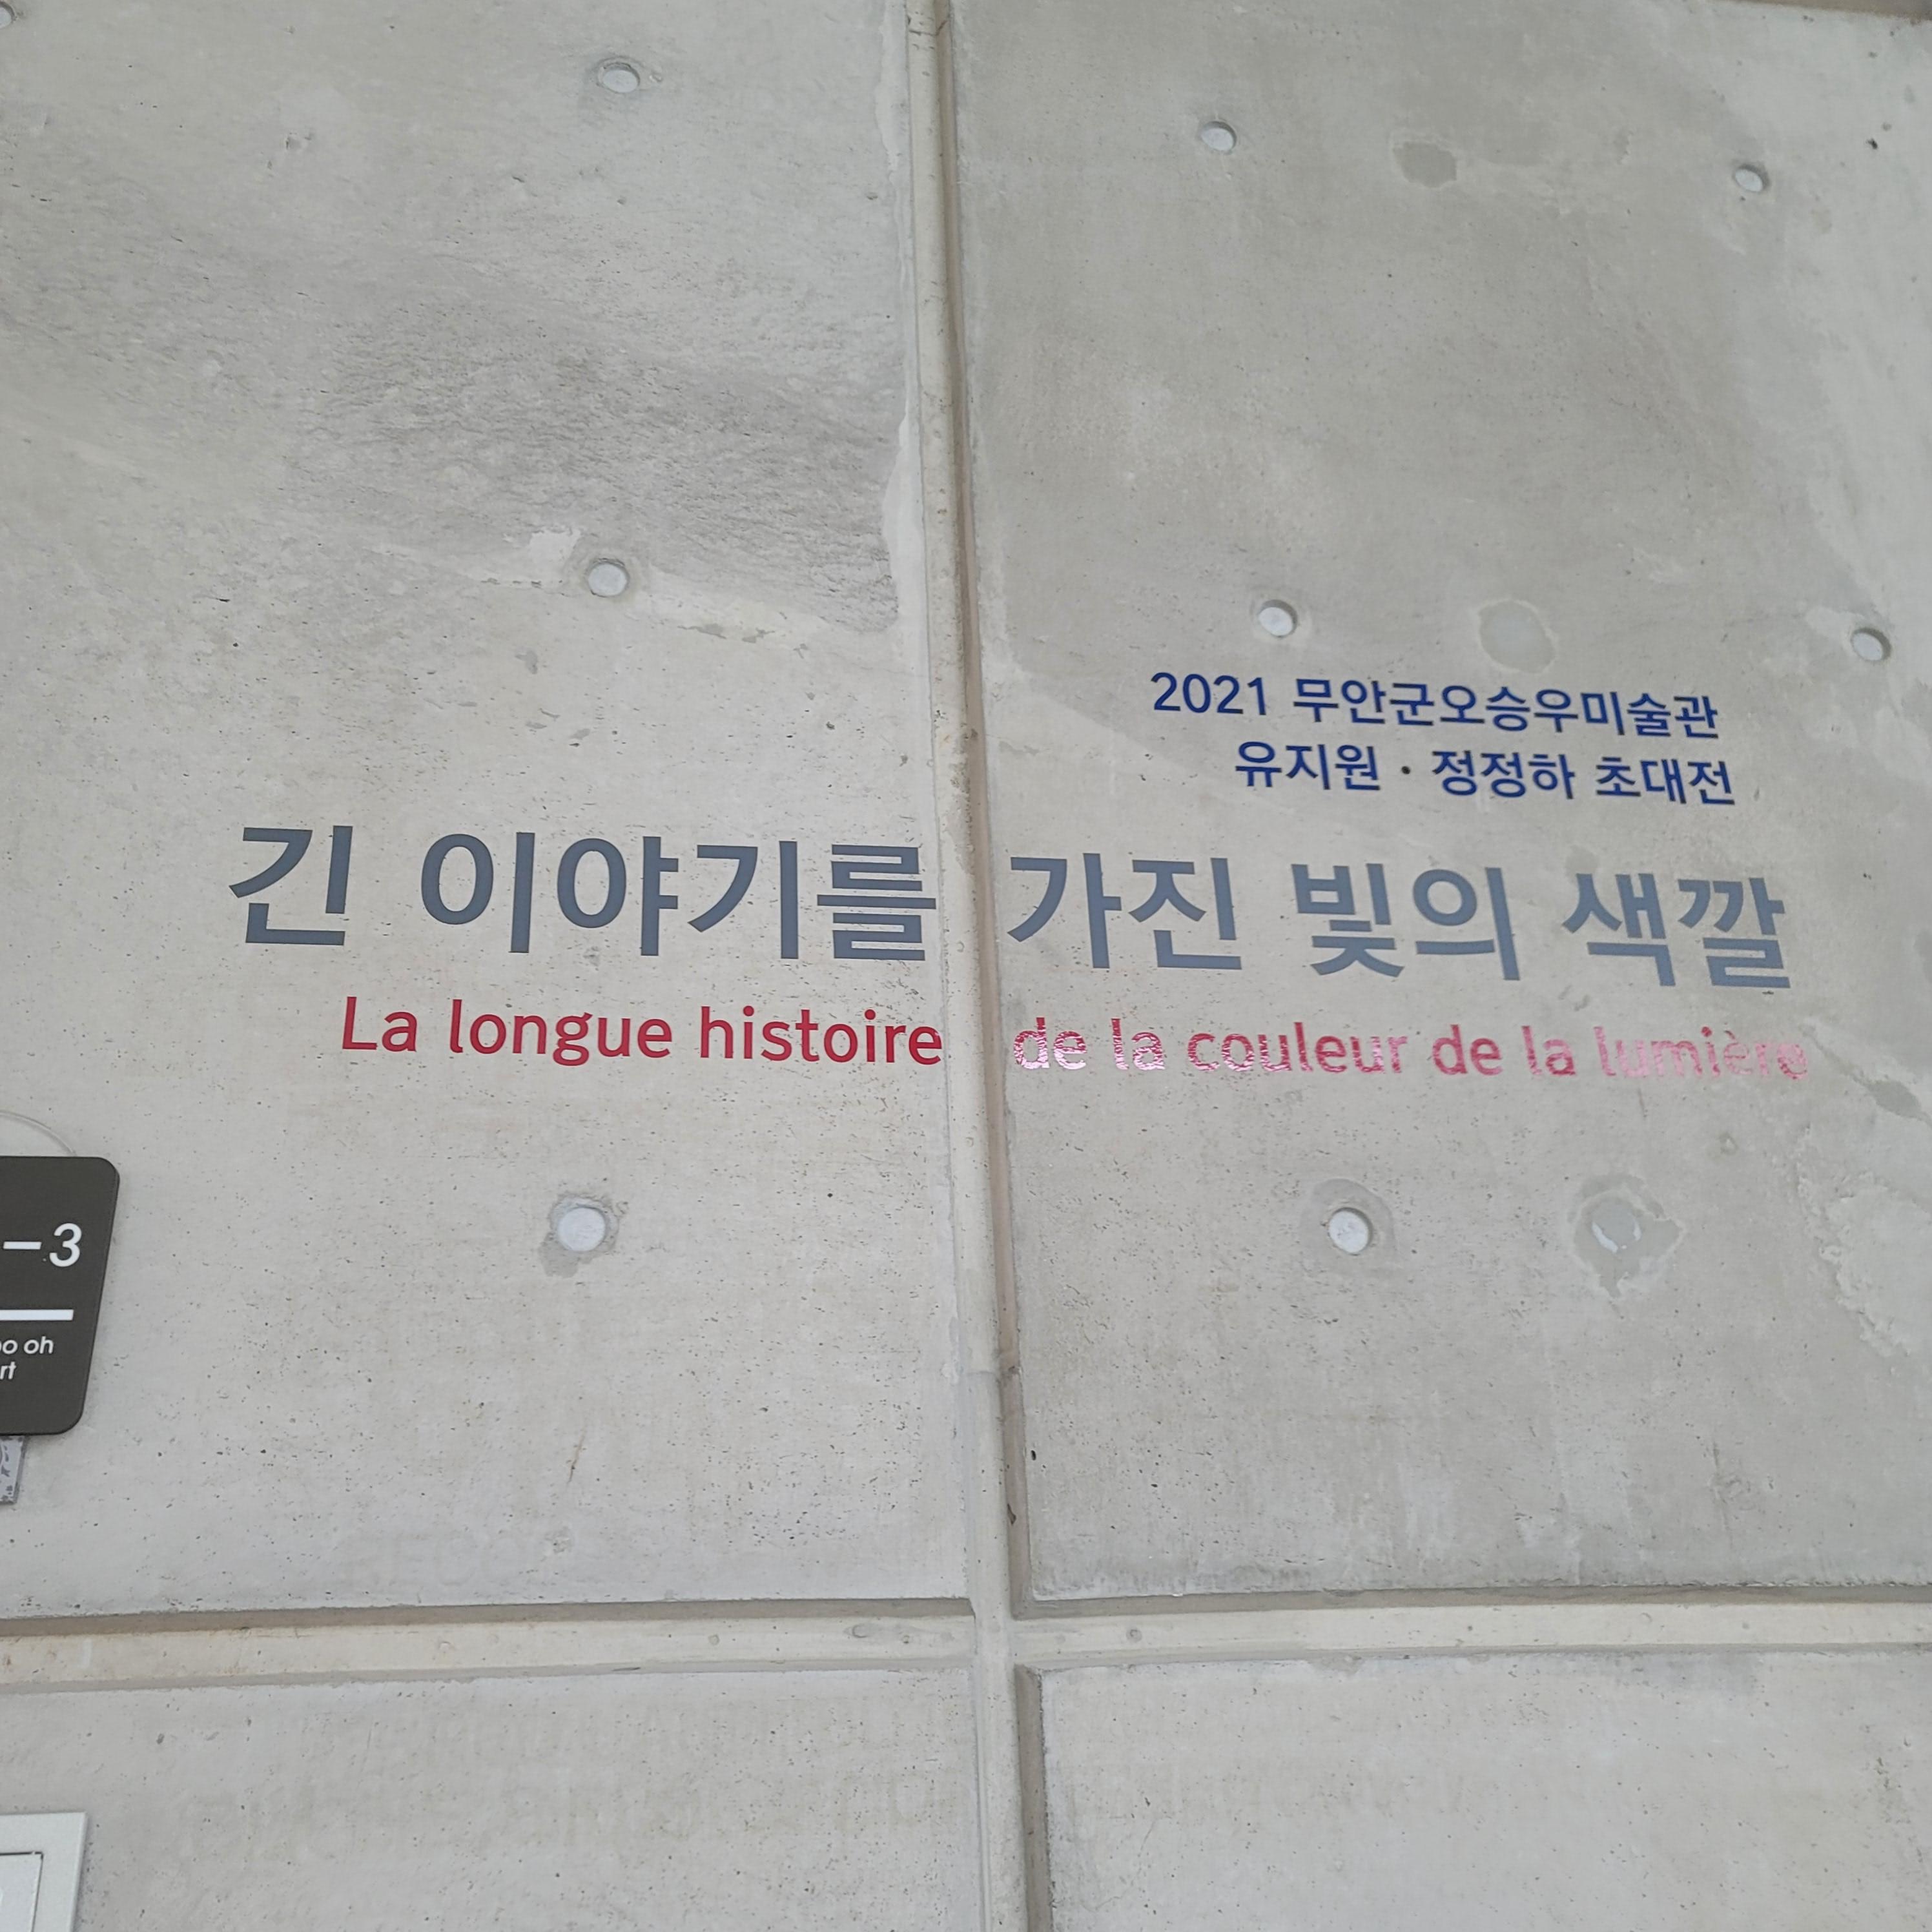 2021 무안군오승우미술관
유지원 · 정정하 초대전
긴 이야기를 가진 빛의 색깔
La longue histoire de la couleur de la lumière
-3
oh